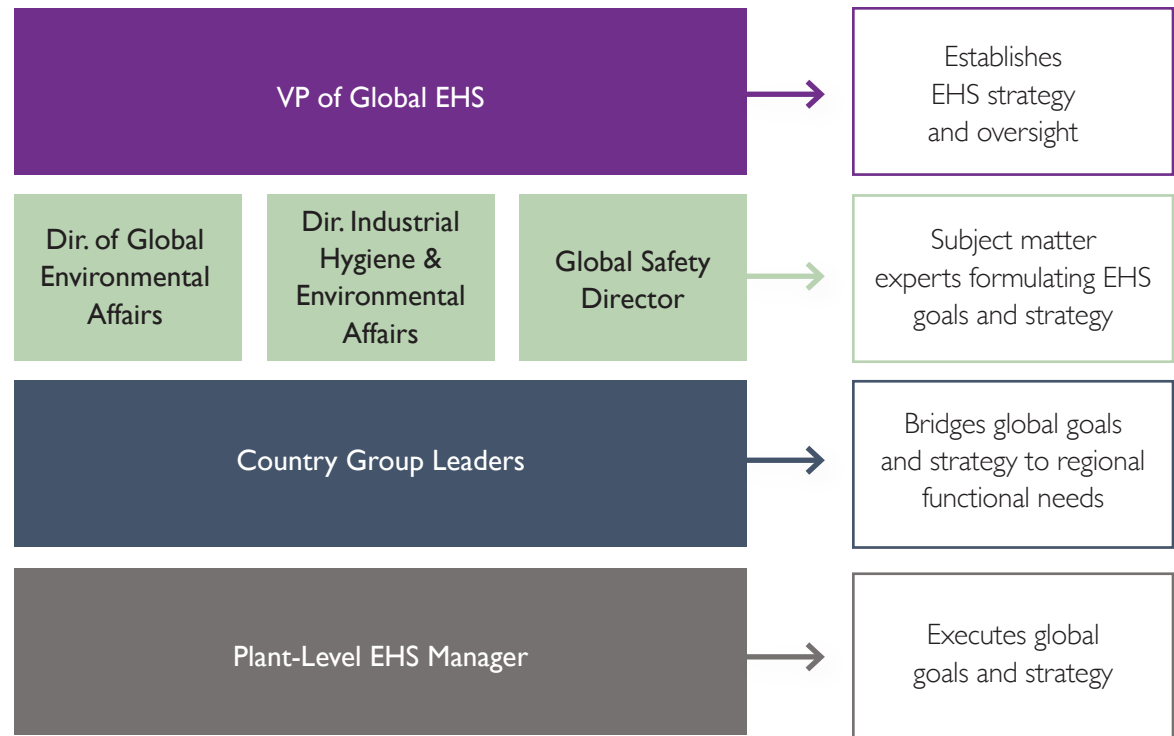 VP of Global EHS
Establishes
EHS strategy
and oversight
Dir. of Global
Environmental
Affairs
Dir. Industrial
Hygiene &
Environmental
Affairs
Global Safety
Director
Subject matter
experts formulating EHS
goals and strategy
Country Group Leaders
Bridges global goals
and strategy to regional
functional needs
Plant-Level EHS Manager
Executes global
goals and strategy